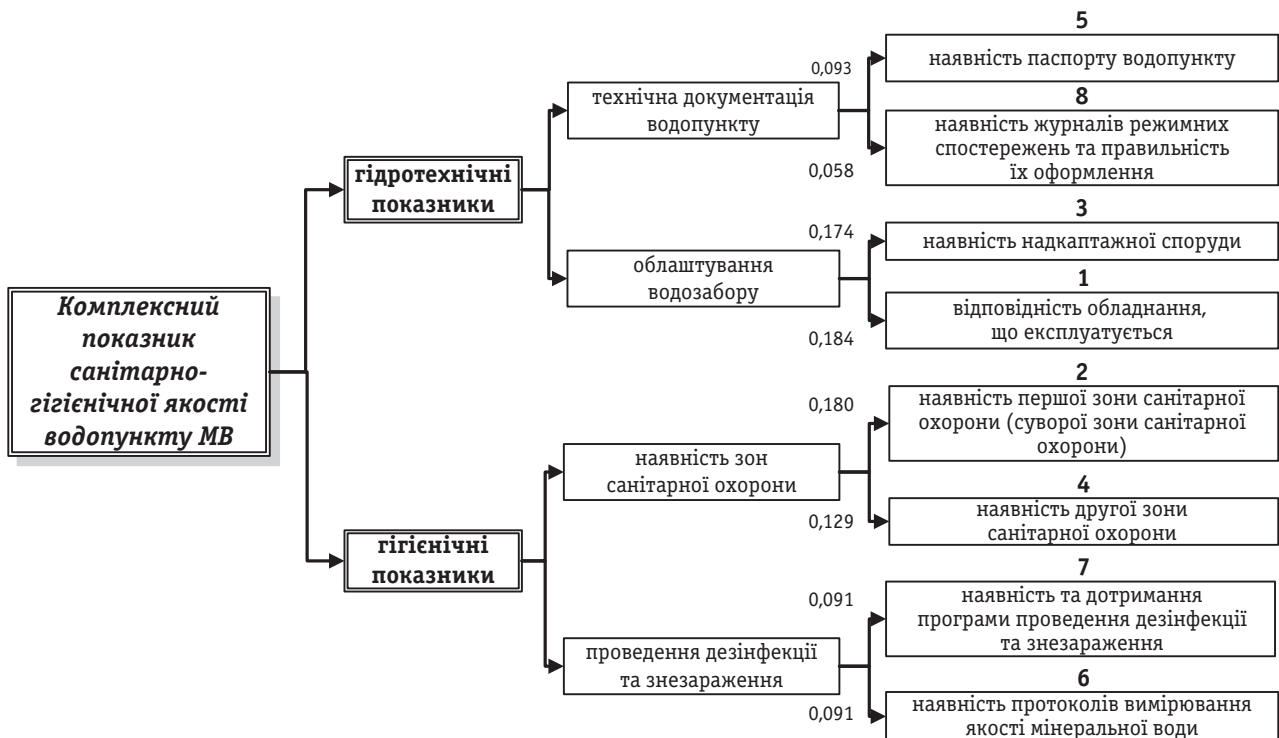 Комплексний
показник
санітарно-
гігієнічної якості
водопункту МВ
гідротехнічні
показники
гігієнічні
показники
технічна документація
водопункту
облаштування
водозабору
наявність зон
санітарної охорони
проведення дезінфекції
та знезараження
5
0,093
наявність паспорту водопункту
8
0,058
наявність журналів режимних
спостережень та правильність
їх оформлення
3
0,174
наявність надкаптажної споруди
1
0,184
відповідність обладнання,
що експлуатується
2
0,180
наявність першої зони санітарної
охорони (суворої зони санітарної
охорони)
4
0,129
наявність другої зони
санітарної охорони
7
0,091
наявність та дотримання
програми проведення дезінфекції
та знезараження
6
0,091
наявність протоколів вимірювання
якості мінеральної води